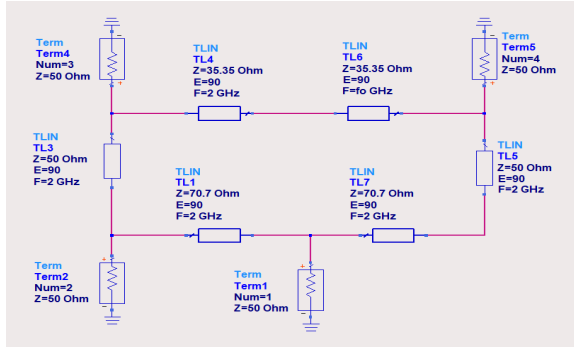 Term
Term4
Num=3
Z=50 Ohm
TLIN
TL4
Z=35.35 Ohm
E=90
F=2 GHz
TLIN
TL6
Z=35.35 Ohm
E=90
F=fo GHz
Term
Term5
Num=4
Z=50 Ohm
TLIN
TL3
Z=50 Ohm
E=90
F=2 GHz
TLIN
TL1
Z=70.7 Ohm
E=90
F=2 GHz
TLIN
TL7
Z=70.7 Ohm
E=90
F=2 GHz
TLIN
TL5
Z=50 Ohm
E=90
F=2 GHz
Term
Term2
Num=2
Z=50 Ohm
Term
Term1
Num=1
Z=50 Ohm